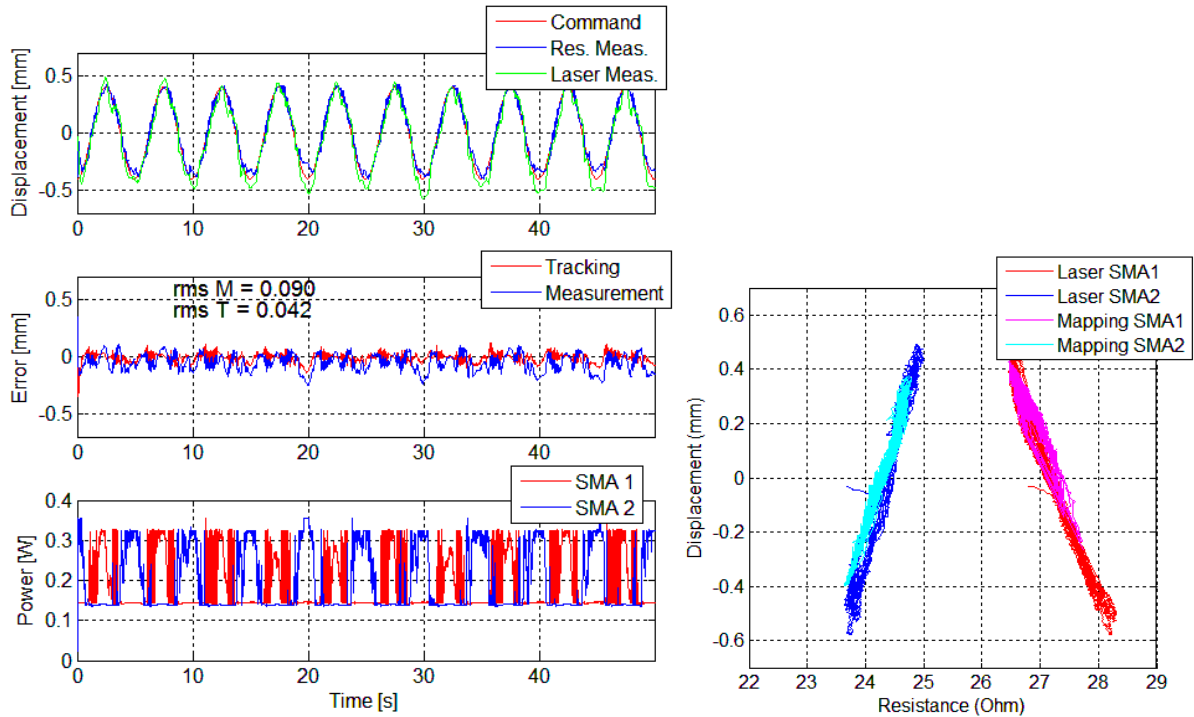 Command
Res. Meas.
Laser Meas.
Displacement [mm]
0.5
0
-0.5
0 10 20 30 40
Tracking
Measurement
rms M = 0.090
rms T = 0.042
Error [mm]
0.5
0
-0.5
0 10 20 30 40
SMA 1
SMA 2
Power [W]
0.4
0.3
0.2
0.1
0
0 10 20 30 40
Time [s]
Laser SMA1
Laser SMA2
Mapping SMA1
Mapping SMA2
Displacement (mm)
0.6
0.4
0.2
0
-0.2
-0.4
-0.6
22 23 24 25 26 27 28 29
Resistance (Ohm)